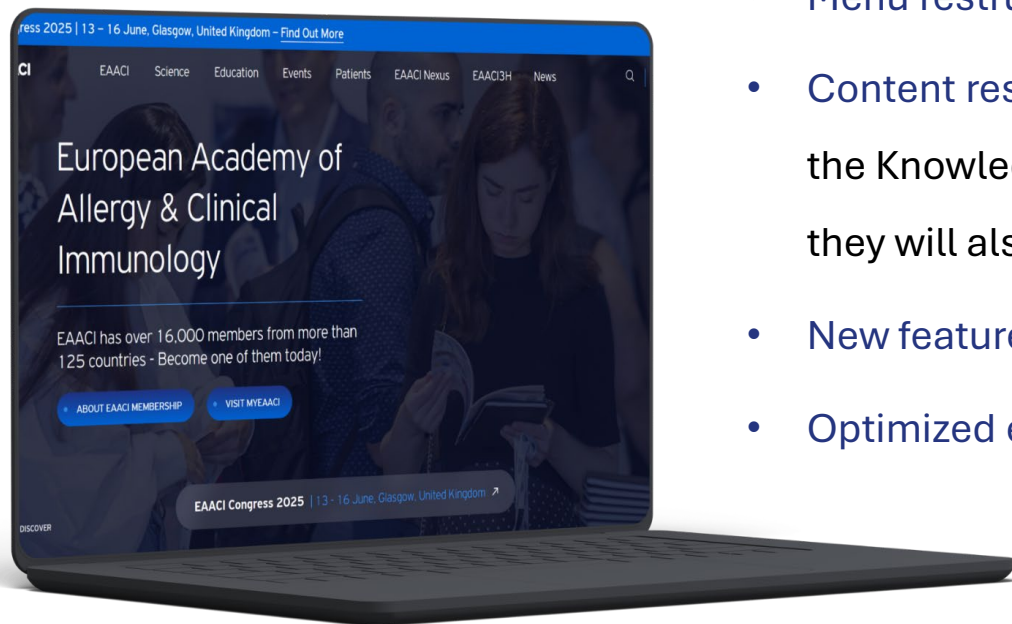 ress 2025 | 13 – 16 June, Glasgow, United Kingdom – Find Out More
CI
EAACI Science Education Events Patients EAACI Nexus EAACI3H News
European Academy of
Allergy & Clinical
Immunology
EAACI has over 16,000 members from more than
125 countries - Become one of them today!
ABOUT EAACI MEMBERSHIP
VISIT MYEAACI
EAACI Congress 2025 | 13 - 16 June, Glasgow, United Kingdom
DISCOVER
• Content res
the Knowle
they will als
• New feature
• Optimized e